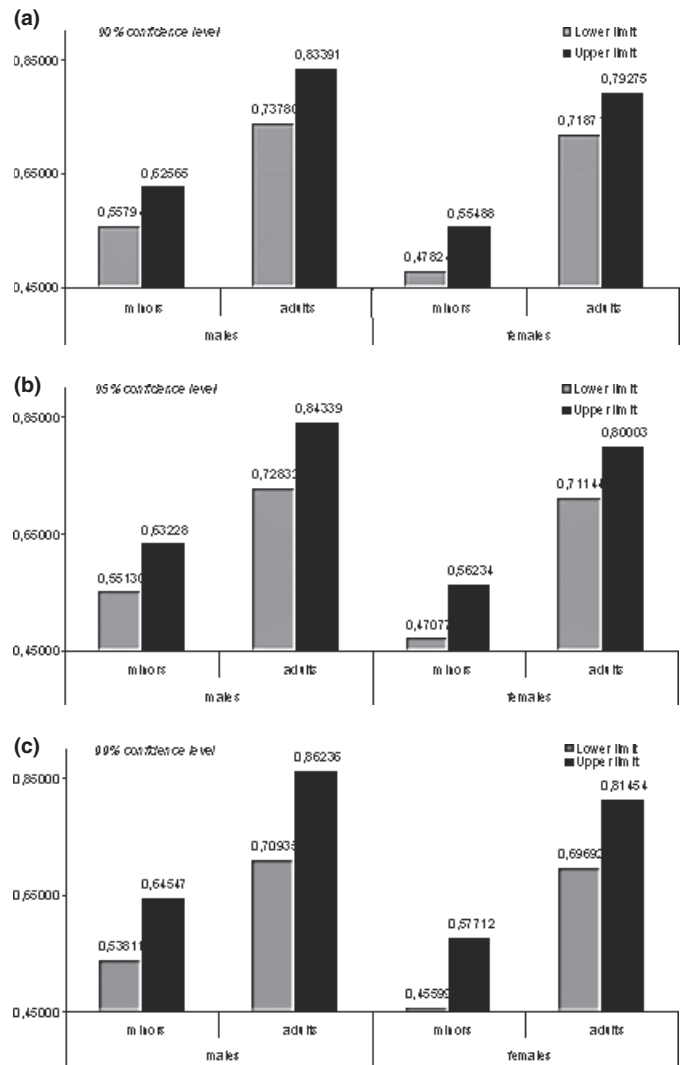 (a)
90 % confidence level
Lower limit
Upper limit
0,85000
0,65000
0,45000
0,55794
0,62565
0,73780
0,83391
0,47824
0,55488
0,71871
0,79275
minors
adults
minors
adults
males
females
(b)
95 % confidence level
Lower limit
Upper limit
0,85000
0,65000
0,45000
0,55130
0,63228
0,72832
0,84339
0,47077
0,56234
0,71144
0,80003
minors
adults
minors
adults
males
females
(c)
99% confidence level
Lower limit
Upper limit
0,85000
0,65000
0,45000
0,53811
0,64547
0,70935
0,86236
0,45599
0,57712
0,69692
0,81454
minors
adults
minors
adults
males
females